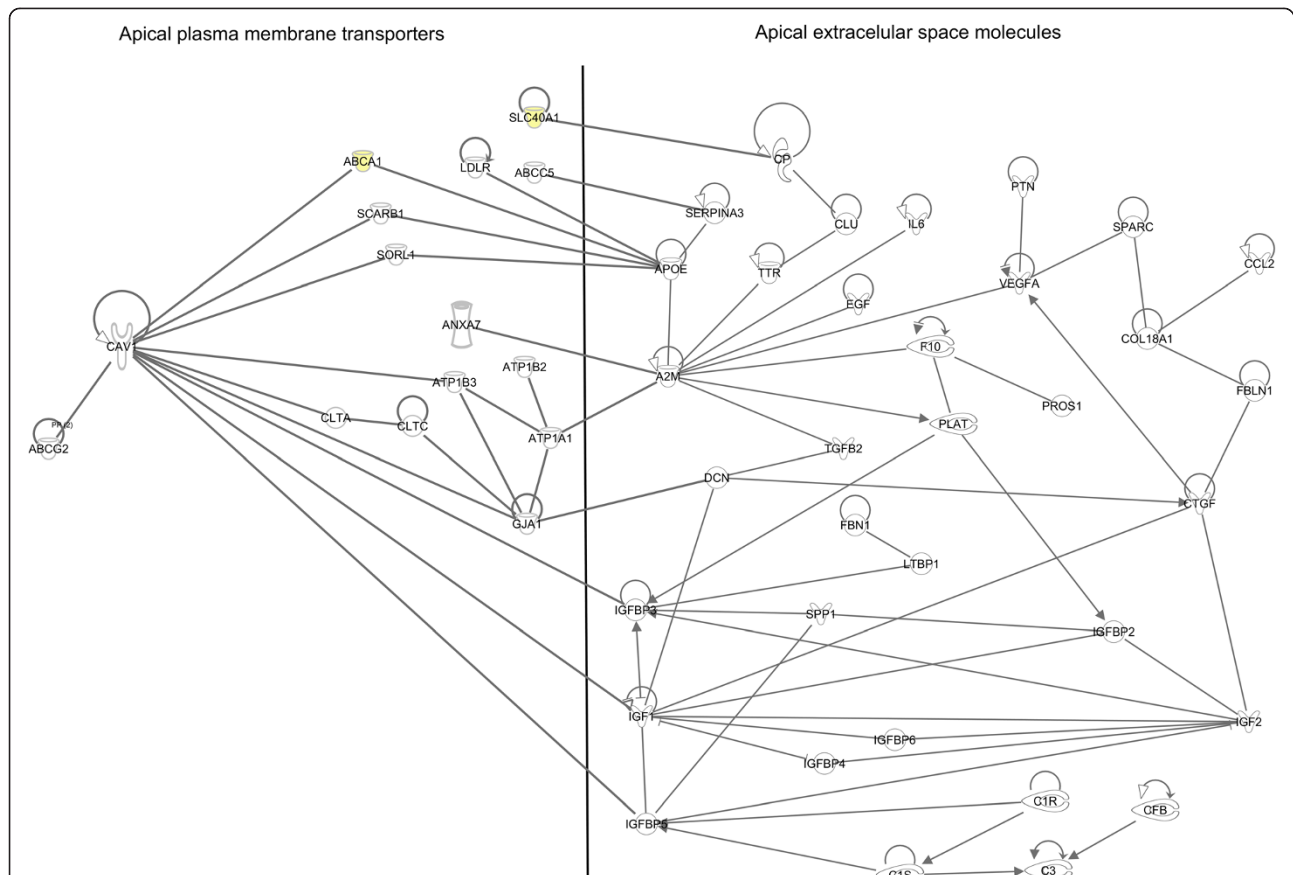 Apical plasma membrane transporters
Apical extracelular space molecules
SLC40A1
CP
ABCA1
LDLR
ABCC5
PTN
SCARB1
SERPINA3
CLU
IL6
SPARC
SORL1
APOE
TTR
CCL2
VEGFA
EGF
ANXA7
CAV1
F10
COL18A1
ATP1B2
ATP1B3
A2M
FBLN1
PROS1
CLTA
CLTC
PLAT
ABCG2
ATP1A1
TGFB2
DCN
CTGF
GJA1
FBN1
LTBP1
IGFBP3
SPP1
IGFBP2
IGF1
IGF2
IGFBP6
IGFBP4
C1R
CFB
IGFBP5
C1S
C3